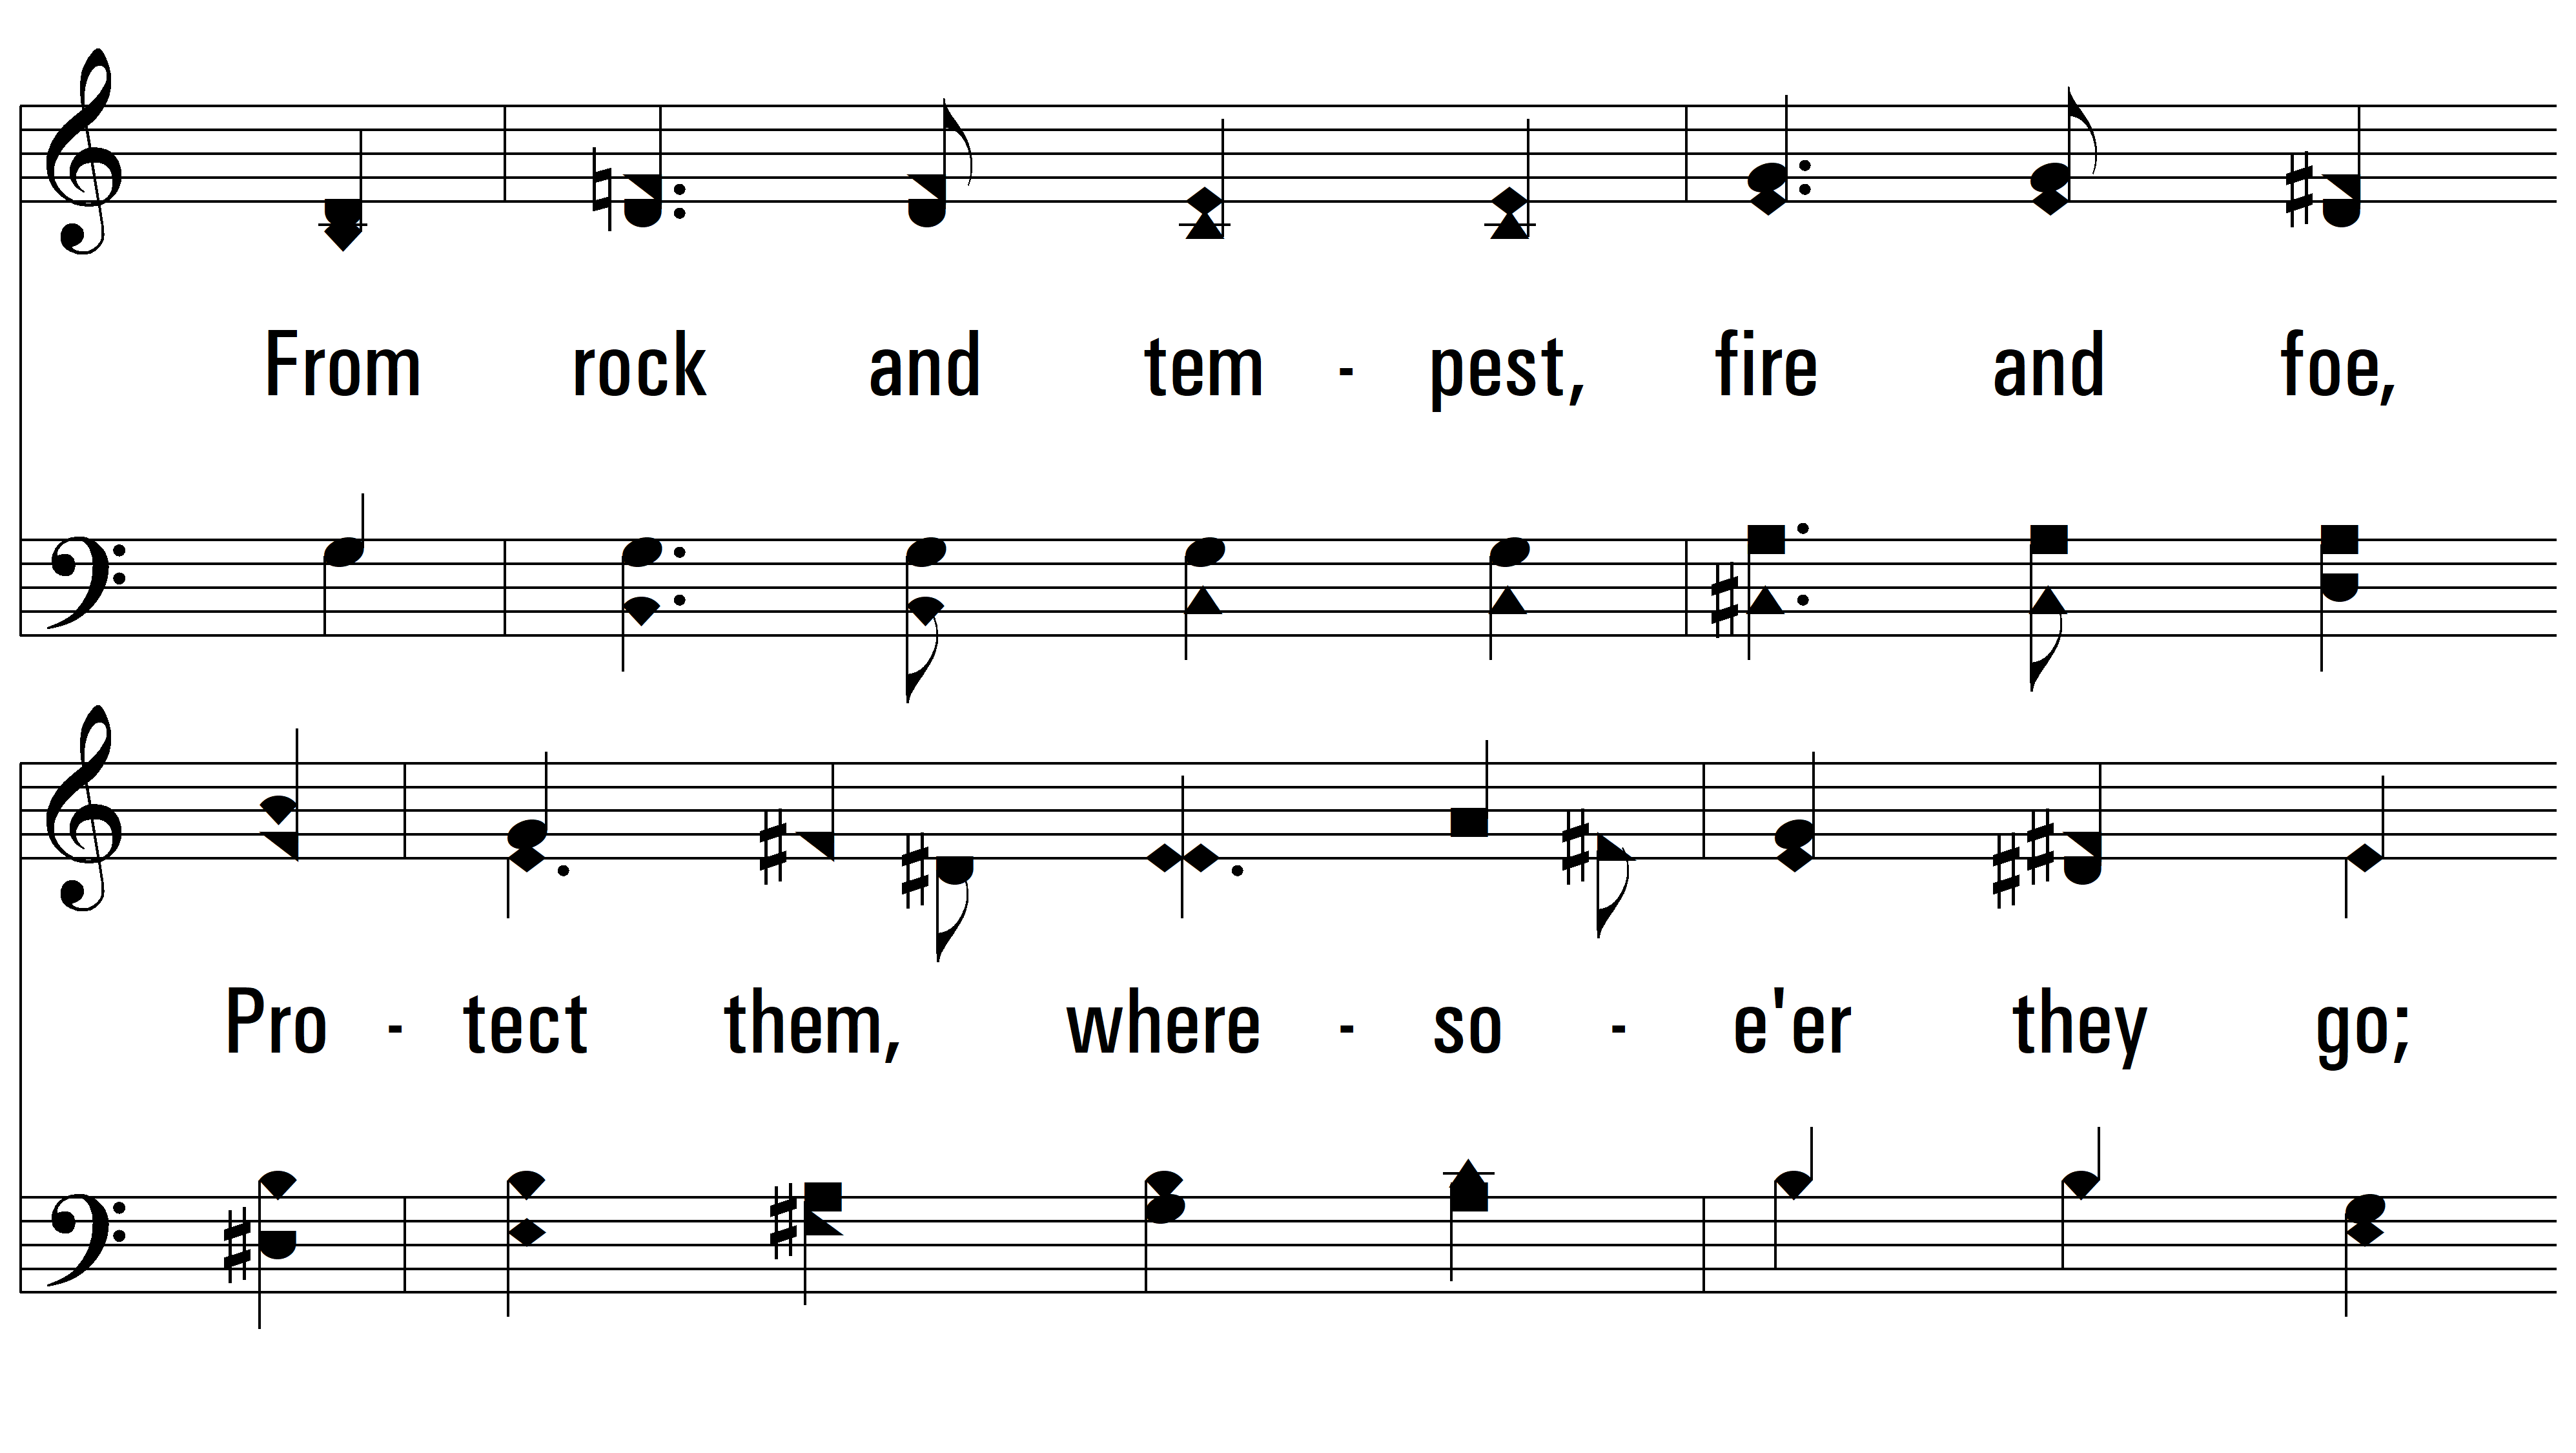 From rock and tem - pest, fire and foe,
Pro - tect them, where - so - e'er they go;